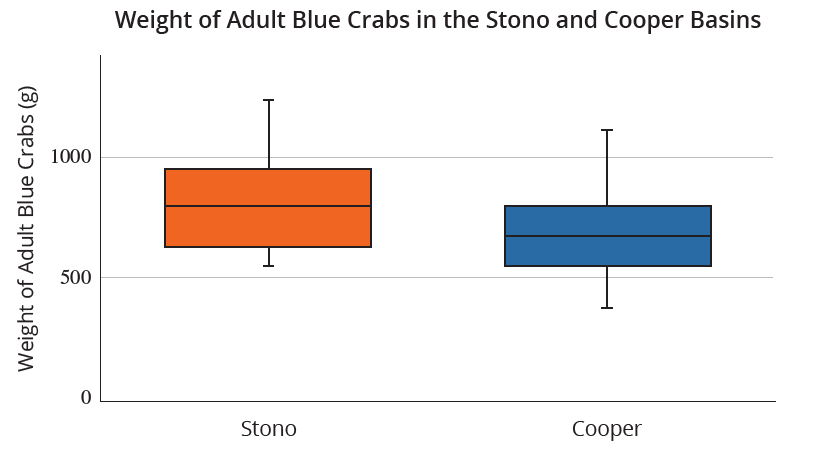 Weight of Adult Blue Crabs in the Stono and Cooper Basins
Weight of Adult Blue Crabs (g)
1000
500
0
Stono
Cooper